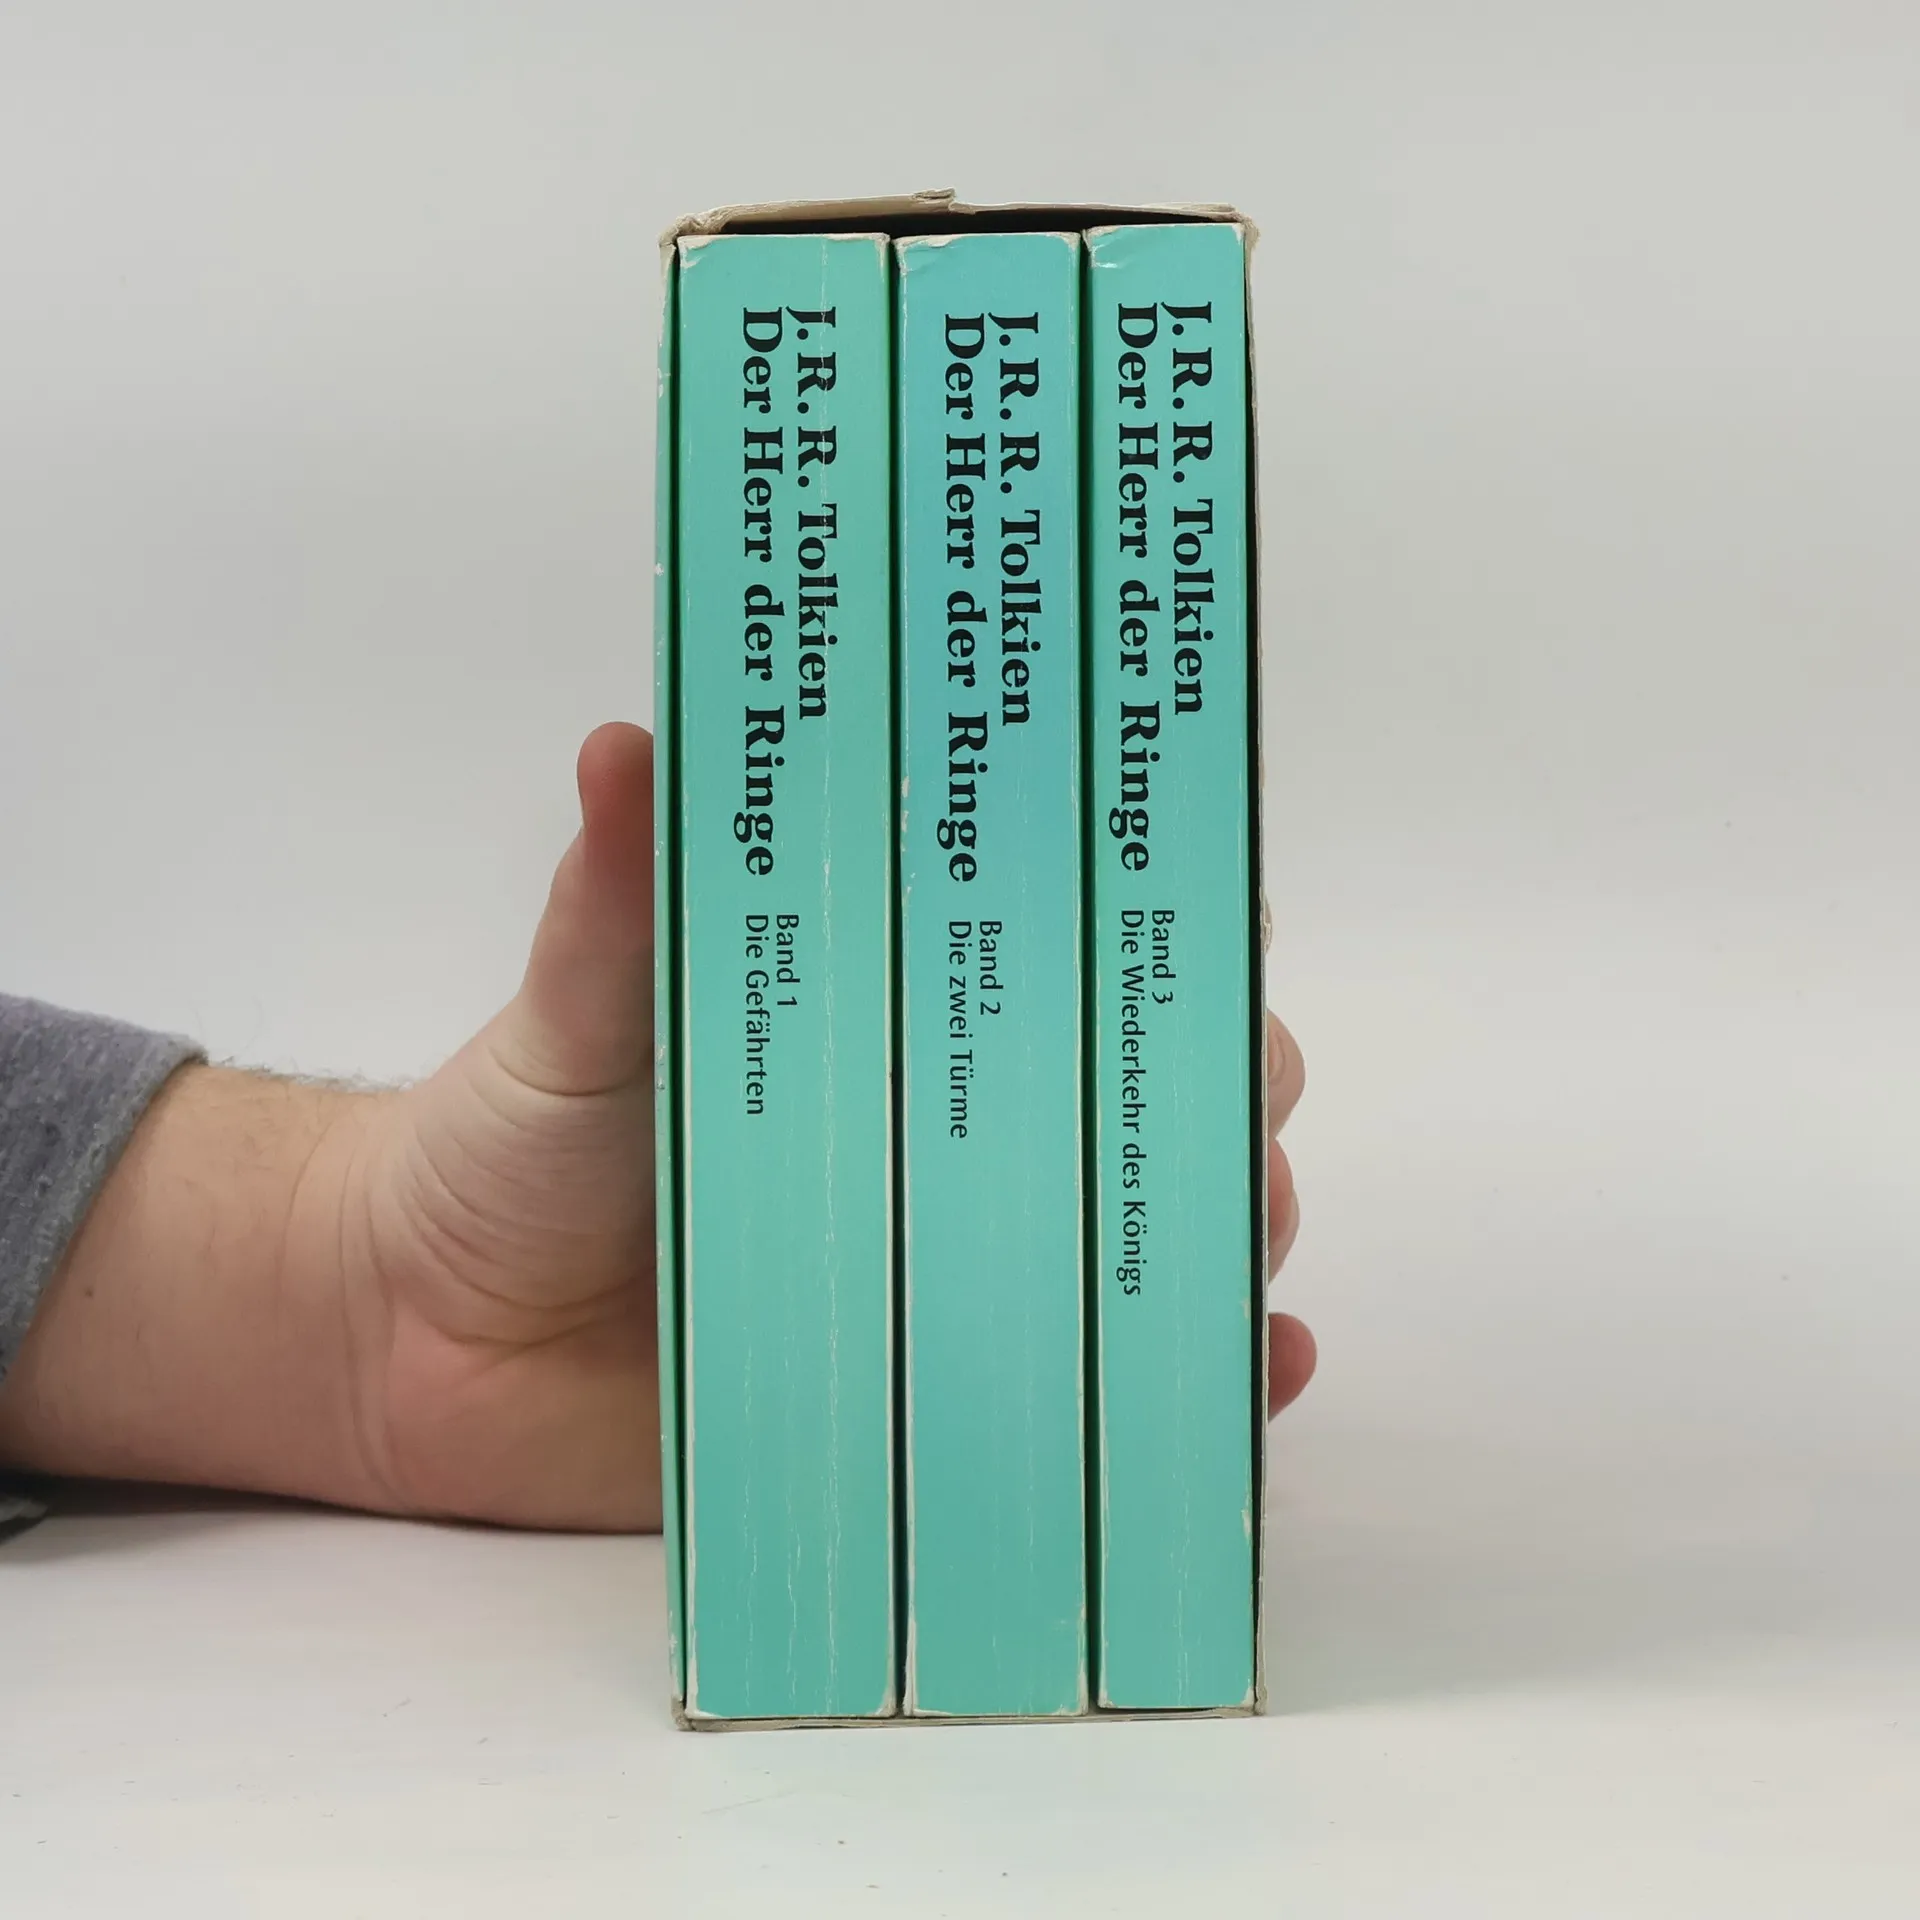 J. R. R. Tolkien
Der Herr der Ringe
Band 1
Die Gefährten
J. R. R. Tolkien
Der Herr der Ringe
Band 2
Die zwei Türme
J. R. R. Tolkien
Der Herr der Ringe
Band 3
Die Wiederkehr des Königs